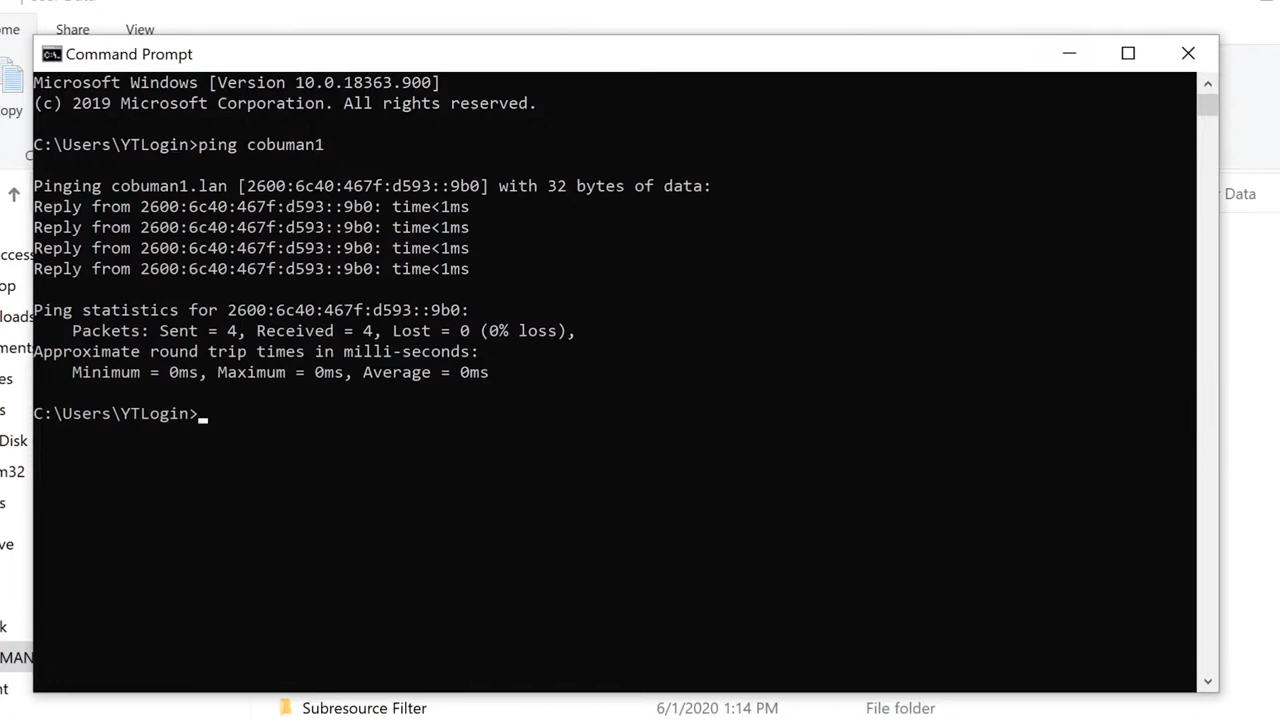 Share
View
Command Prompt
Microsoft Windows [Version 10.0.18363.900]
(c) 2019 Microsoft Corporation. All rights reserved.
C:\Users\YTLogin>ping cobuman1
Pinging cobuman1.lan [2600:6c40:467f:d593::9b0] with 32 bytes of data:
Reply from 2600:6c40:467f:d593::9b0: time<1ms
Reply from 2600:6c40:467f:d593::9b0: time<1ms
Reply from 2600:6c40:467f:d593::9b0: time<1ms
Reply from 2600:6c40:467f:d593::9b0: time<1ms
Ping statistics for 2600:6c40:467f:d593::9b0:
Packets: Sent = 4, Received = 4, Lost = 0 (0% loss),
Approximate round trip times in milli-seconds:
Minimum = 0ms, Maximum = 0ms, Average = 0ms
C:\Users\YTLogin>
Data
Disk
Subresource Filter 6/1/2020 1:14 PM File folder